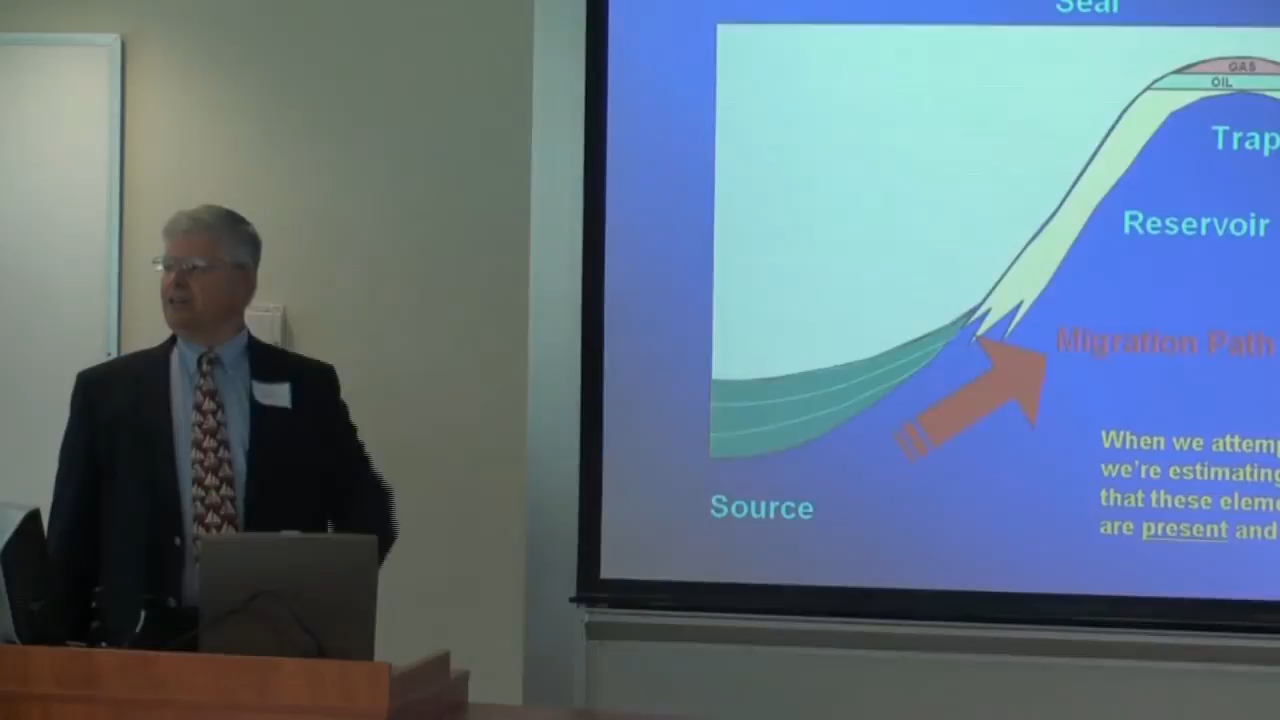 Seal
GAS
OIL
Trap
Reservoir
Migration Path
When we attemp
we're estimating
that these eleme
are present and
Source